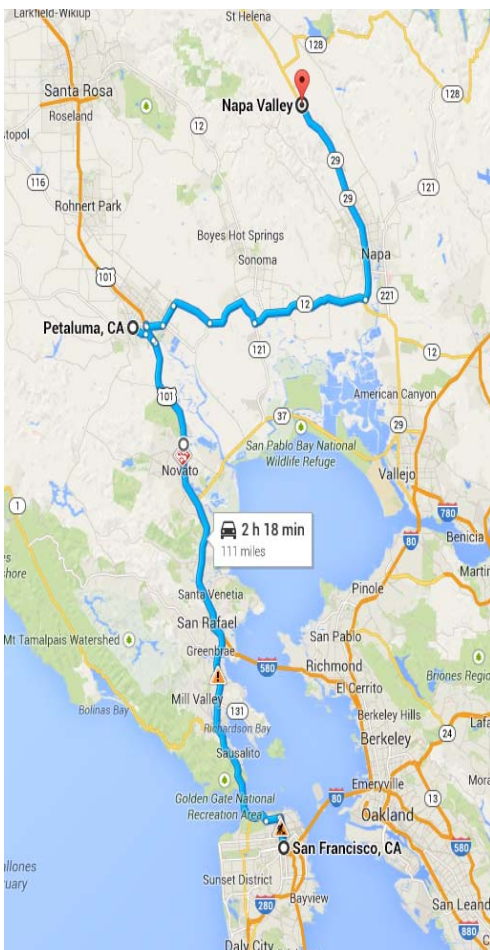 Larkfield-Wikiup
St Helena
128
128
Santa Rosa
Roseland
Napa Valley
12
29
116
121
29
Rohnert Park
Boyes Hot Springs
Napa
Sonoma
101
221
12
Petaluma, CA
121
12
101
American Canyon
37
29
San Pablo Bay National
Wildlife Refuge
Novato
Vallejo
1
780
2 h 18 min
111 miles
80
Benicia
Santa Venetia
Pinole
San Rafael
San Pablo
Mt Tamalpais Watershed
Greenbrae
580
Richmond
Briones Regio
El Cerrito
Mill Valley
Bolinas Bay
131
Richardson Bay
Berkeley Hills
24
Berkeley
Sausalito
Emeryville
Golden Gate National
Recreation Area
80
13
Oakland
San Francisco, CA
580
Sunset District
280
Bayview
San Lean
880
Daly City